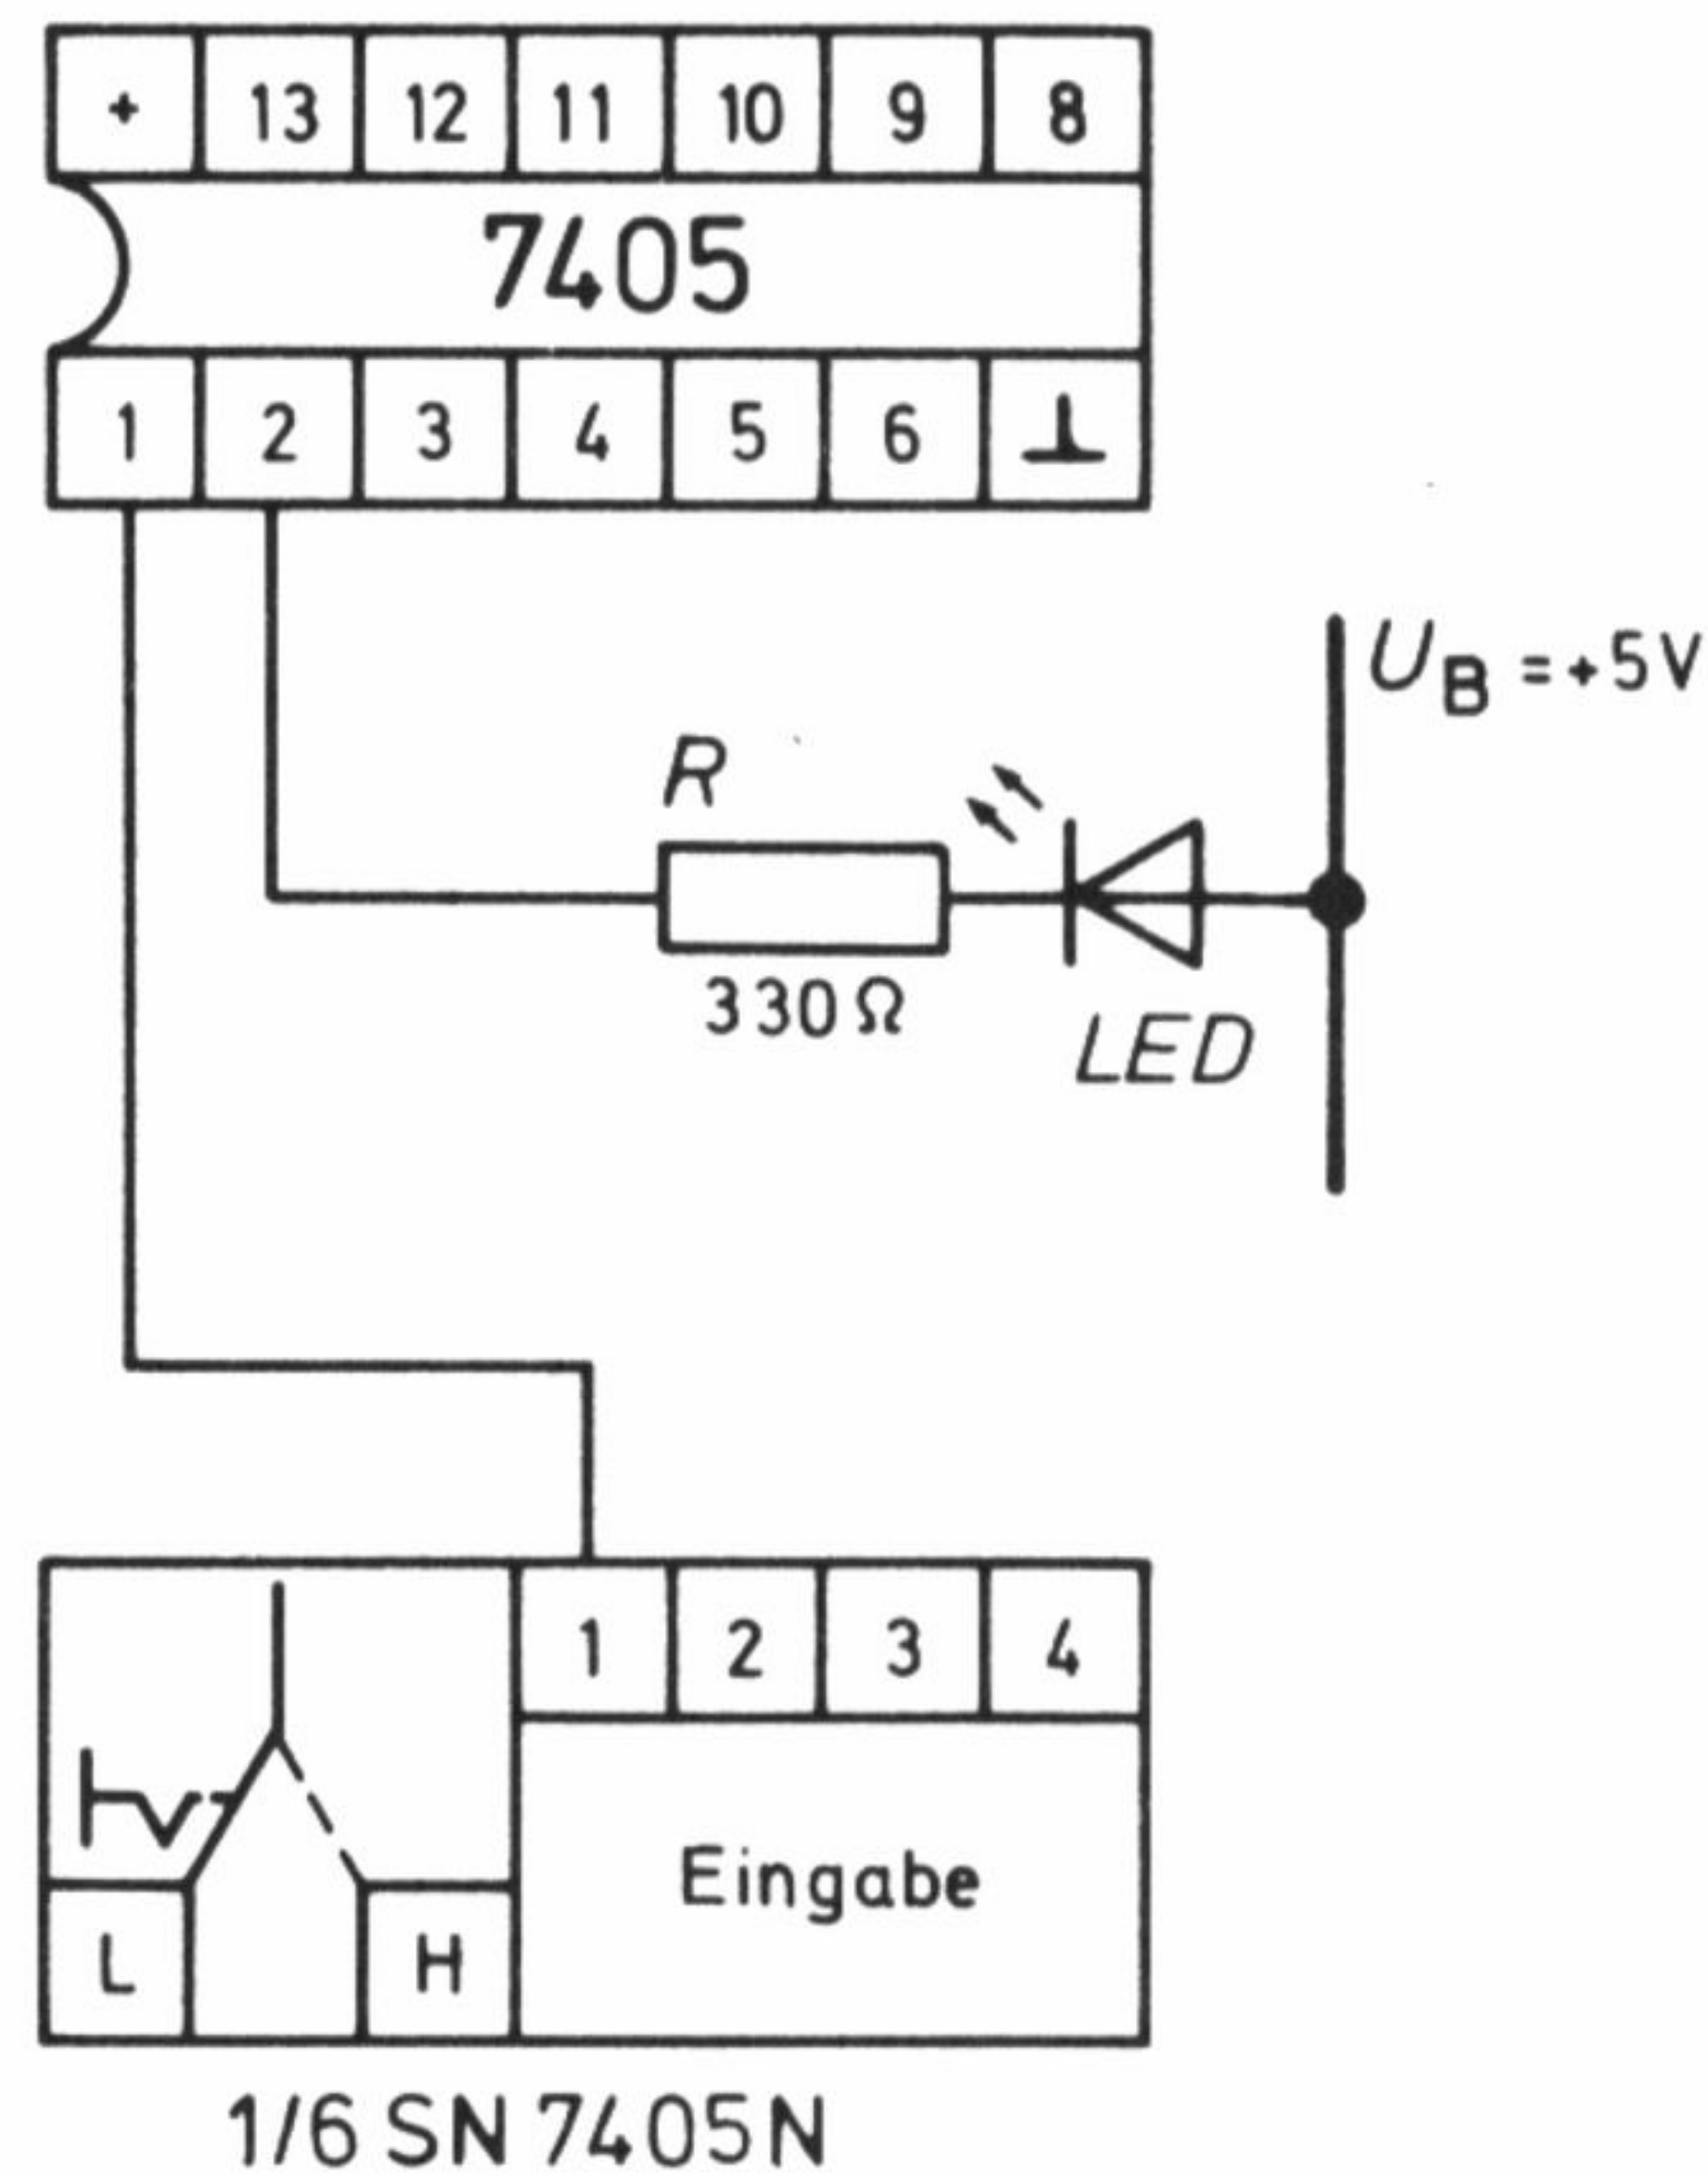 + 13 12 11 10 9 8
7405
1 2 3 4 5 6 ⊥
U_B = +5V
R
330 Ω
LED
1 2 3 4
Eingabe
L H
1/6 SN 7405N